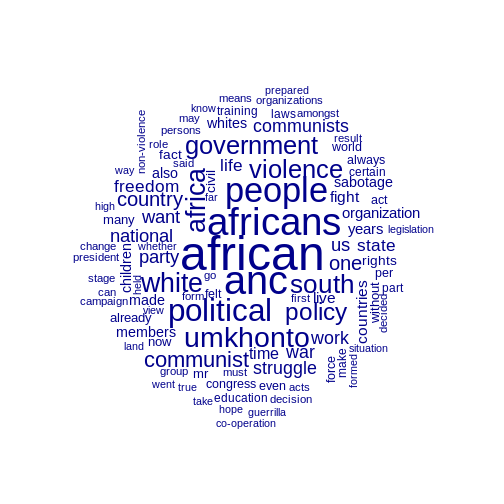 prepared
means organizations
know training laws amongst
may whites communists
non-violence persons result
role government world
fact said life violence always
way also africa civil people certain
freedom sabotage
high country far fight act
many want africans organization
national us years legislation
change whether african state
president party one rights
children white go anc south per
stage held form felt countries without part
can first live decided
campaign made view political policy
already umkhonto work
members now
land communist time war force make formed situation
group mr must struggle
went true congress even acts
take education decision
hope guerrilla
co-operation